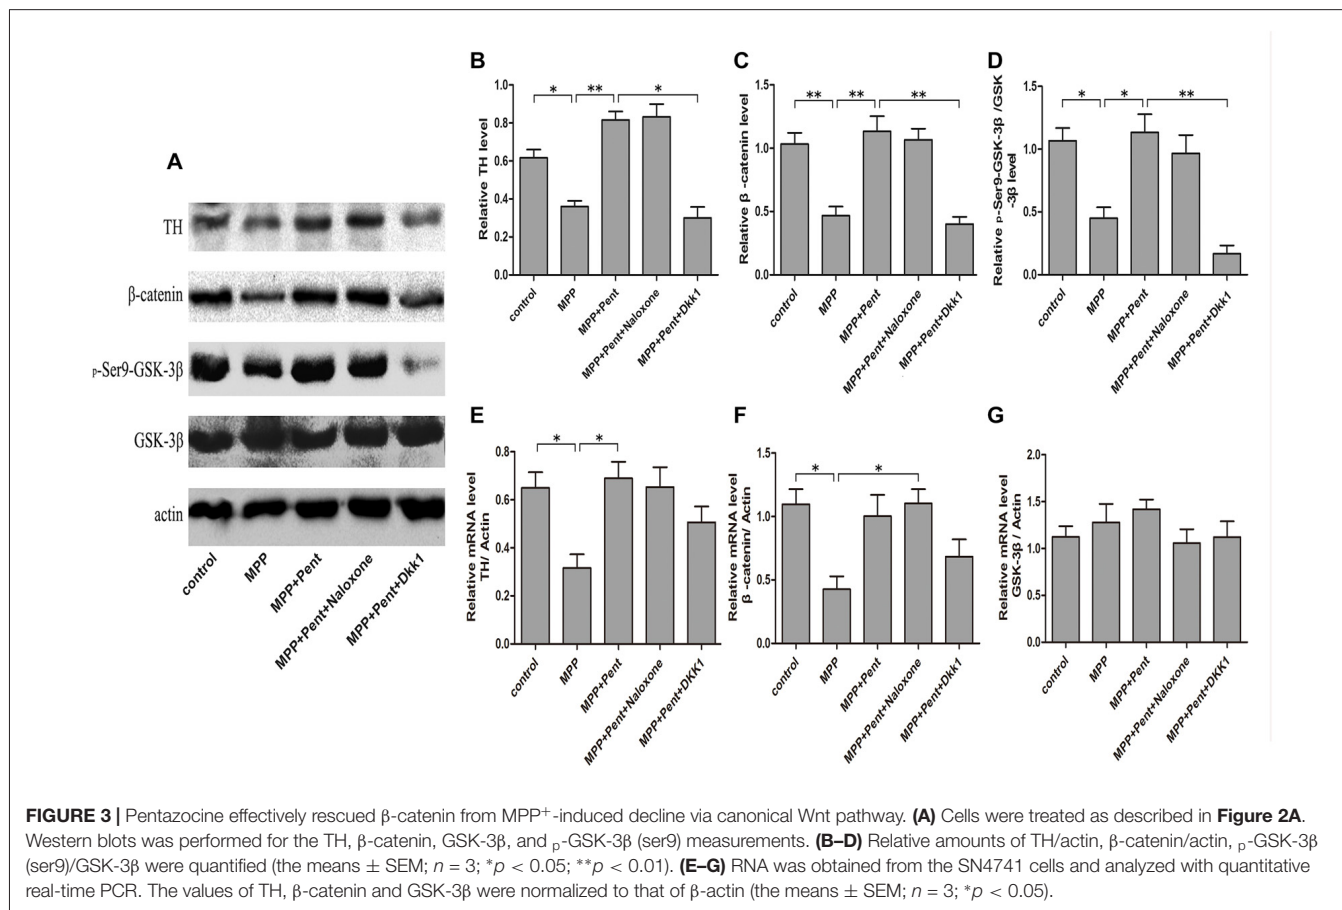 A
TH
β-catenin
p-Ser9-GSK-3β
GSK-3β
actin
control
MPP
MPP+Pent
MPP+Pent+Naloxone
MPP+Pent+Dkk1
B
Relative TH level
1.0
0.8
0.6
0.4
0.2
0.0
*
**
*
control
MPP
MPP+Pent
MPP+Pent+Naloxone
MPP+Pent+Dkk1
C
Relative β -catenin level
1.5
1.0
0.5
0.0
**
**
**
control
MPP
MPP+Pent
MPP+Pent+Naloxone
MPP+Pent+Dkk1
D
Relative p-Ser9-GSK-3β /GSK
-3β level
1.5
1.0
0.5
0.0
*
*
**
control
MPP
MPP+Pent
MPP+Pent+Naloxone
MPP+Pent+Dkk1
E
Relative mRNA level
TH/ Actin
0.8
0.6
0.4
0.2
0.0
*
*
control
MPP
MPP+Pent
MPP+Pent+Naloxone
MPP+Pent+DKK1
F
Relative mRNA level
β -catenin/ Actin
1.5
1.0
0.5
0.0
*
*
control
MPP
MPP+Pent
MPP+Pent+Naloxone
MPP+Pent+Dkk1
G
Relative mRNA level
GSK-3β/ Actin
2.0
1.5
1.0
0.5
0.0
control
MPP
MPP+Pent
MPP+Pent+Naloxone
MPP+Pent+DKK1
FIGURE 3 | Pentazocine effectively rescued β-catenin from MPP+-induced decline via canonical Wnt pathway. (A) Cells were treated as described in Figure 2A.
Western blots was performed for the TH, β-catenin, GSK-3β, and p-GSK-3β (ser9) measurements. (B–D) Relative amounts of TH/actin, β-catenin/actin, p-GSK-3β
(ser9)/GSK-3β were quantified (the means ± SEM; n = 3; *p < 0.05; **p < 0.01). (E–G) RNA was obtained from the SN4741 cells and analyzed with quantitative
real-time PCR. The values of TH, β-catenin and GSK-3β were normalized to that of β-actin (the means ± SEM; n = 3; *p < 0.05).